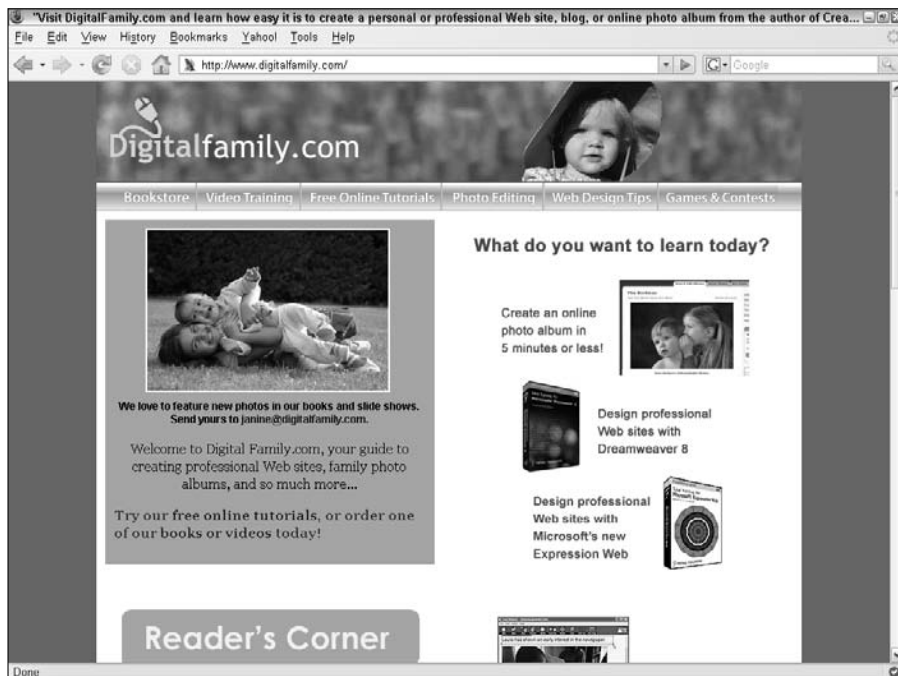 "Visit DigitalFamily.com and learn how easy it is to create a personal or professional Web site, blog, or online photo album from the author of Crea...
File Edit View History Bookmarks Yahoo! Tools Help
http://www.digitalfamily.com/
Google
Digitalfamily.com
Bookstore Video Training Free Online Tutorials Photo Editing Web Design Tips Games & Contests
We love to feature new photos in our books and slide shows.
Send yours to janine@digitalfamily.com.
Welcome to Digital Family.com, your guide to
creating professional Web sites, family photo
albums, and so much more...
Try our free online tutorials, or order one
of our books or videos today!
Reader's Corner
What do you want to learn today?
Create an online
photo album in
5 minutes or less!
Design professional
Web sites with
Dreamweaver 8
Design professional
Web sites with
Microsoft's new
Expression Web
Done